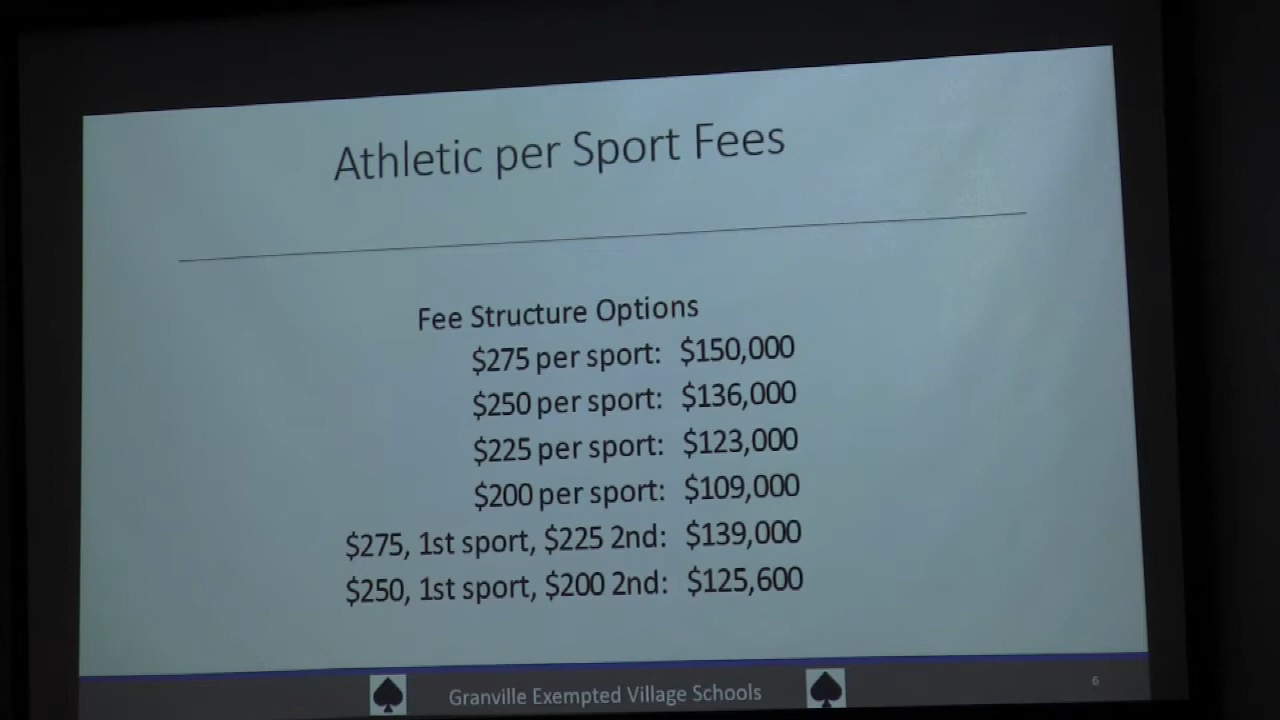 Athletic per Sport Fees
Fee Structure Options
$275 per sport: $150,000
$250 per sport: $136,000
$225 per sport: $123,000
$200 per sport: $109,000
$275, 1st sport, $225 2nd: $139,000
$250, 1st sport, $200 2nd: $125,600
Granville Exempted Village Schools
6